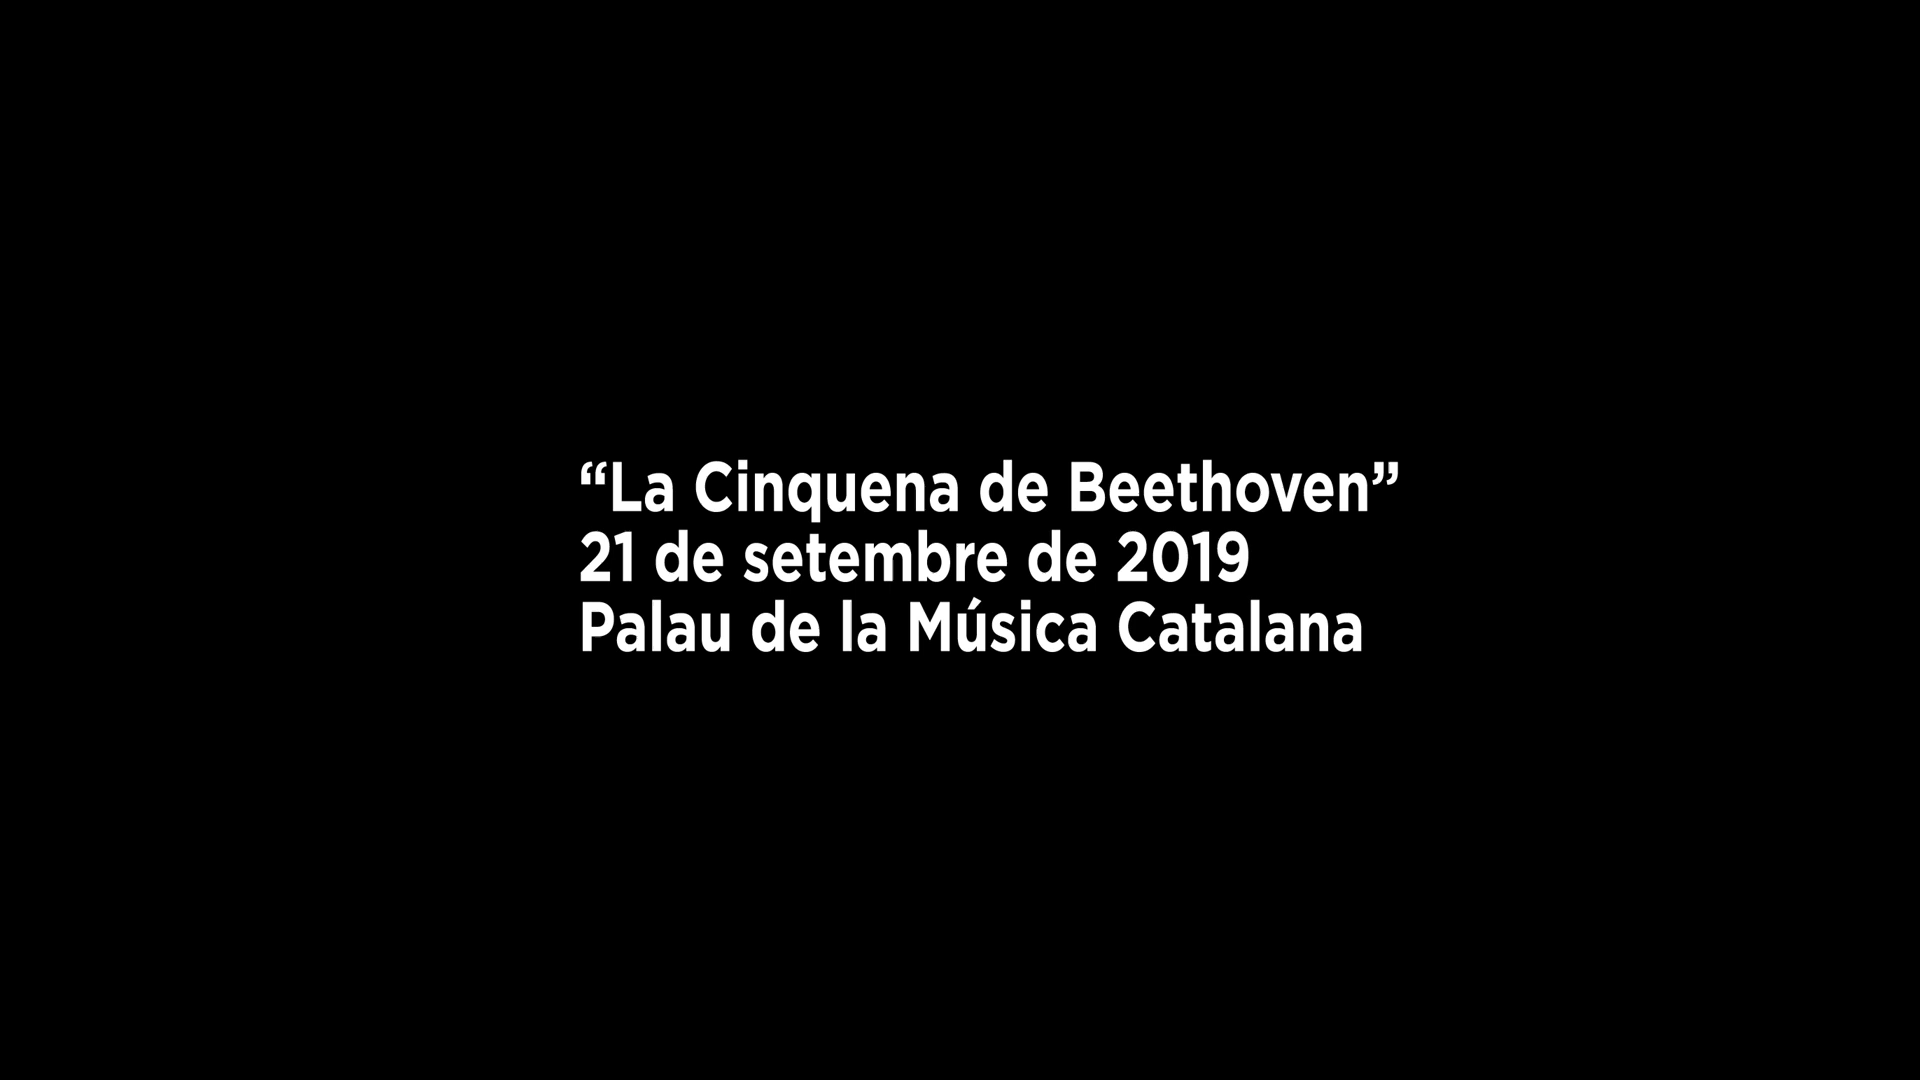 “La Cinquena de Beethoven”
21 de setembre de 2019
Palau de la Música Catalana